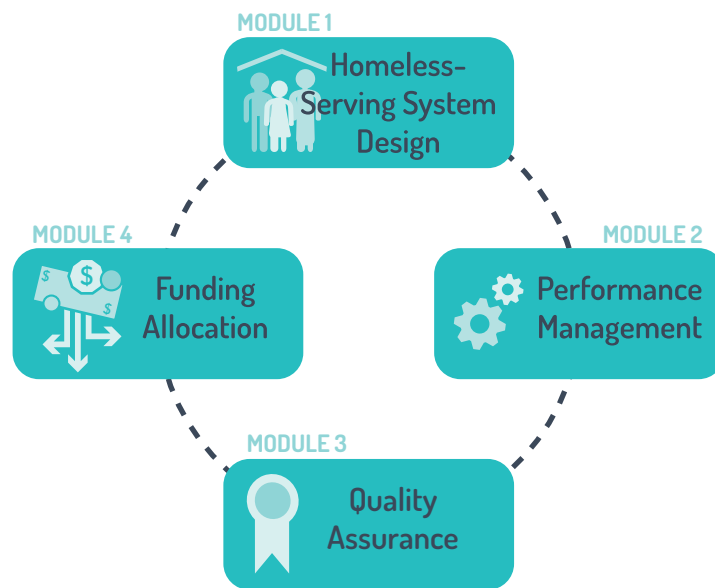 MODULE 1
Homeless-
Serving System
Design
MODULE 2
Performance
Management
MODULE 3
Quality
Assurance
MODULE 4
$
$
$
Funding
Allocation